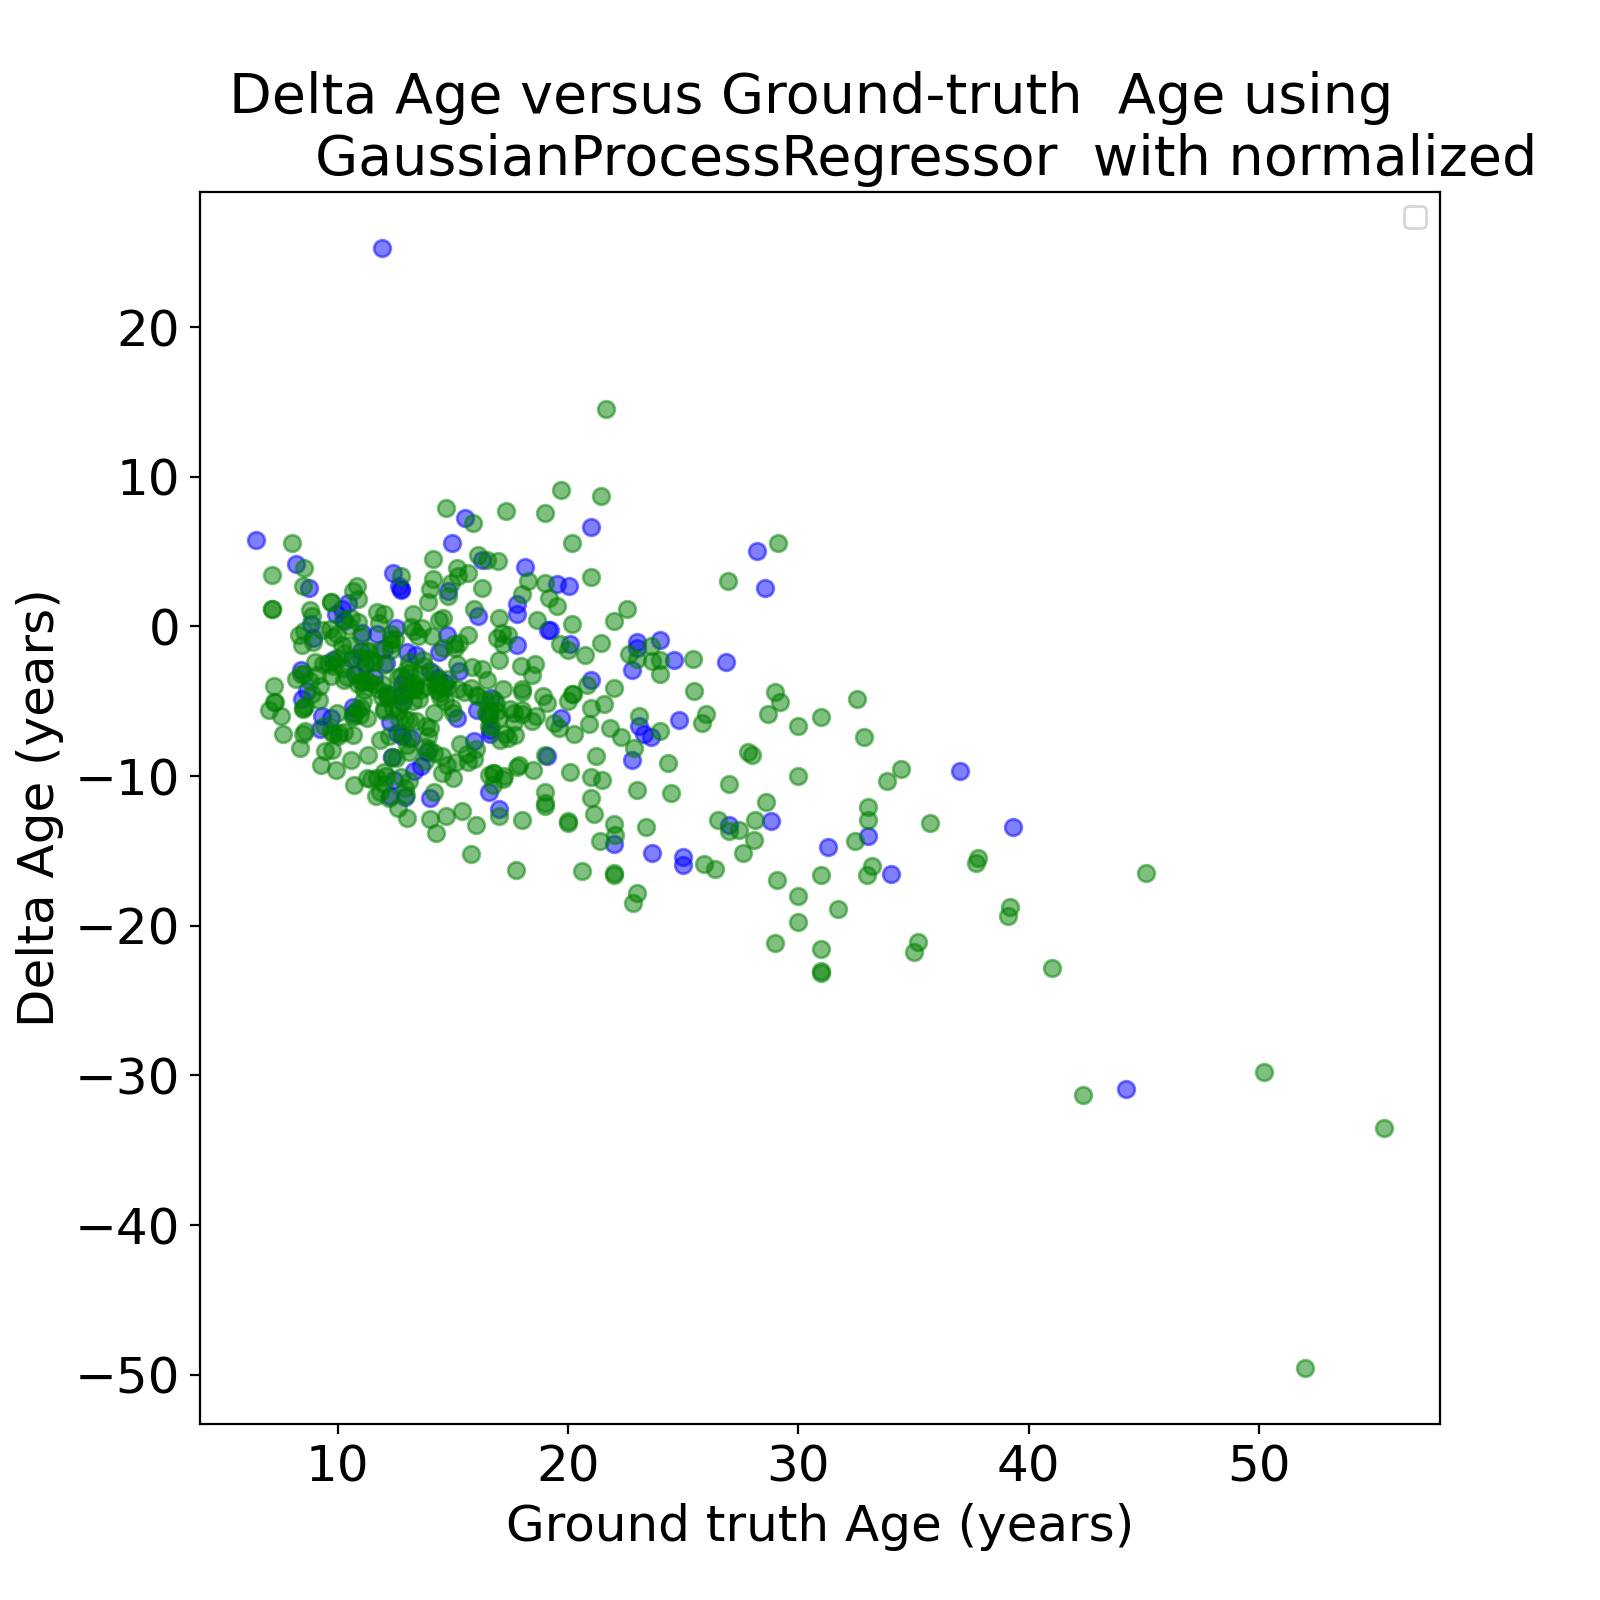 Delta Age versus Ground-truth  Age using
GaussianProcessRegressor  with normalized
20
10
0
−10
−20
−30
−40
−50
Delta Age (years)
10 20 30 40 50
Ground truth Age (years)